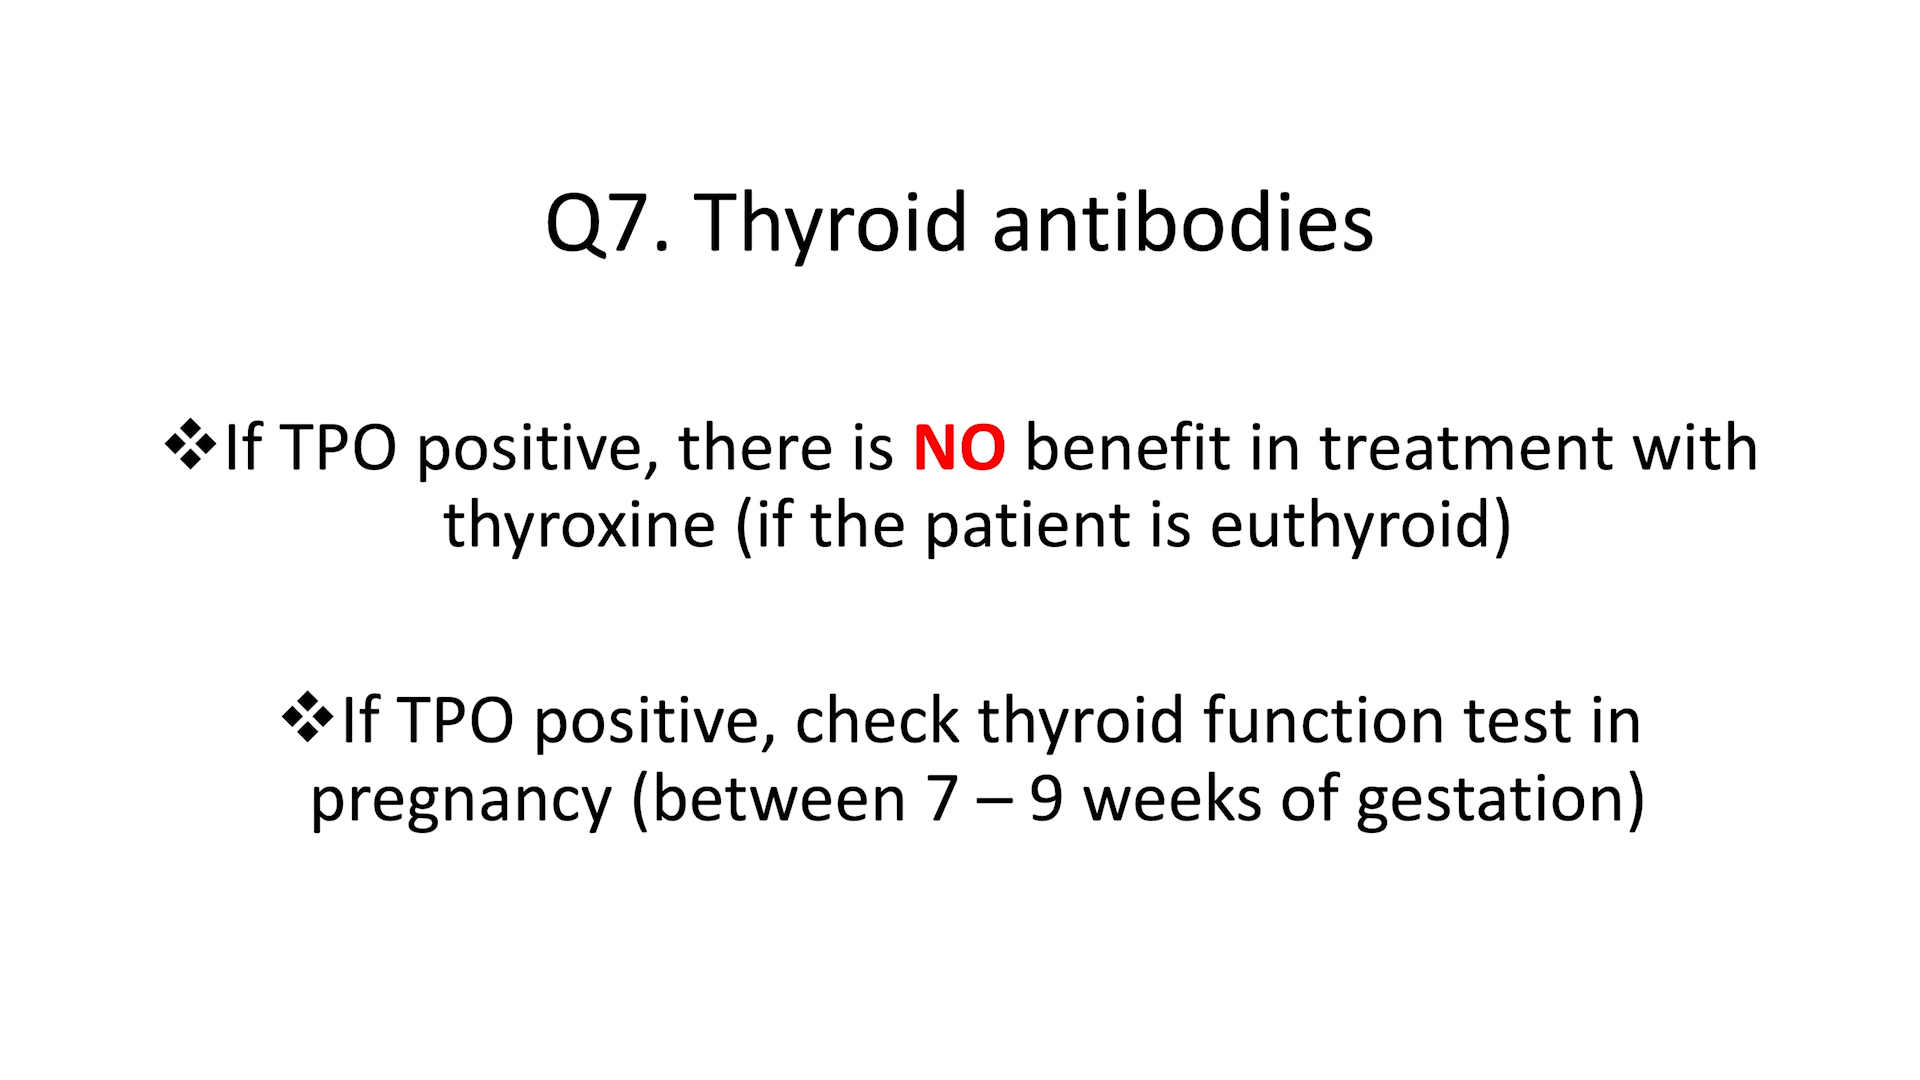 Q7. Thyroid antibodies
❖If TPO positive, there is NO benefit in treatment with
thyroxine (if the patient is euthyroid)
❖If TPO positive, check thyroid function test in
pregnancy (between 7 – 9 weeks of gestation)